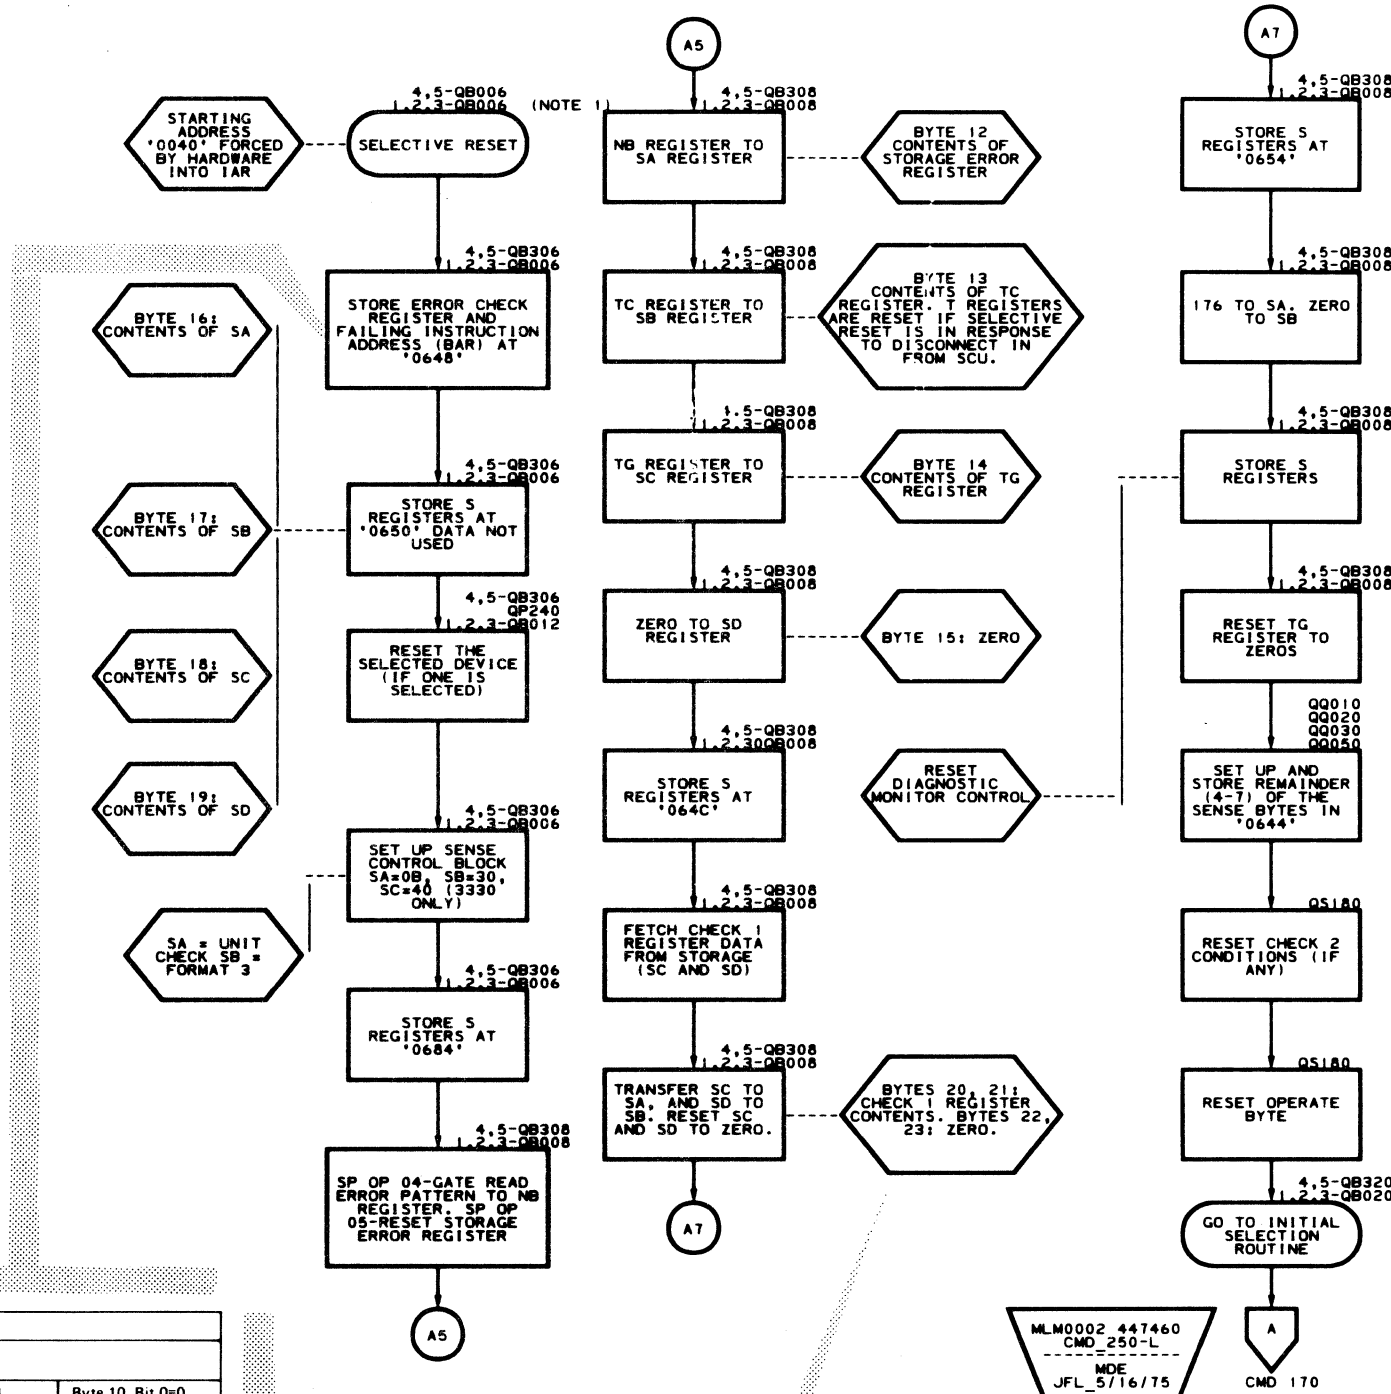 4,5-QB006
1,2,3-QB006 (NOTE 1)
STARTING
ADDRESS
'0040' FORCED
BY HARDWARE
INTO IAR
SELECTIVE RESET
4,5-QB306
1,2,3-QB006
STORE ERROR CHECK
REGISTER AND
FAILING INSTRUCTION
ADDRESS (BAR) AT
'0648'
BYTE 16:
CONTENTS OF SA
4,5-QB306
1,2,3-QB006
STORE S
REGISTERS AT
'0650' DATA NOT
USED
BYTE 17:
CONTENTS OF SB
4,5-QB306
QP240
1,2,3-QB012
RESET THE
SELECTED DEVICE
(IF ONE IS
SELECTED)
BYTE 18:
CONTENTS OF SC
BYTE 19:
CONTENTS OF SD
4,5-QB306
1,2,3-QB006
SET UP SENSE
CONTROL BLOCK
SA=0B, SB=30,
SC=40 (3330
ONLY)
SA = UNIT
CHECK SB =
FORMAT 3
4,5-QB306
1,2,3-QB006
STORE S
REGISTERS AT
'0684'
4,5-QB308
1,2,3-QB008
SP OP 04-GATE READ
ERROR PATTERN TO NB
REGISTER. SP OP
05-RESET STORAGE
ERROR REGISTER
A5
A5
4,5-QB308
1,2,3-QB008
NB REGISTER TO
SA REGISTER
BYTE 12
CONTENTS OF
STORAGE ERROR
REGISTER
4,5-QB308
1,2,3-QB008
TC REGISTER TO
SB REGISTER
BYTE 13
CONTENTS OF TC
REGISTER. T REGISTERS
ARE RESET IF SELECTIVE
RESET IS IN RESPONSE
TO DISCONNECT IN
FROM SCU.
1.5-QB308
1,2,3-QB008
TG REGISTER TO
SC REGISTER
BYTE 14
CONTENTS OF TG
REGISTER
4,5-QB308
1,2,3-QB008
ZERO TO SD
REGISTER
BYTE 15: ZERO
4,5-QB308
1,2,30QB008
STORE S
REGISTERS AT
'064C'
RESET
DIAGNOSTIC
MONITOR CONTROL
4,5-QB308
1,2,3-QB008
FETCH CHECK 1
REGISTER DATA
FROM STORAGE
(SC AND SD)
4,5-QB308
1,2,3-QB008
TRANSFER SC TO
SA, AND SD TO
SB. RESET SC
AND SD TO ZERO.
BYTES 20, 21:
CHECK 1 REGISTER
CONTENTS. BYTES 22,
23: ZERO.
A7
A7
4,5-QB308
1,2,3-QB008
STORE S
REGISTERS AT
'0654'
4,5-QB308
1,2,3-QB008
176 TO SA, ZERO
TO SB
4,5-QB308
1,2,3-QB008
STORE S
REGISTERS
4,5-QB308
1,2,3-QB008
RESET TG
REGISTER TO
ZEROS
QQ010
QQ020
QQ030
QQ050
SET UP AND
STORE REMAINDER
(4-7) OF THE
SENSE BYTES IN
'0644'
QS180
RESET CHECK 2
CONDITIONS (IF
ANY)
QS180
RESET OPERATE
BYTE
4,5-QB320
1,2,3-QB020
GO TO INITIAL
SELECTION
ROUTINE
A
CMD 170
MLM0002 447460
CMD_250-L
MDE
JFL_5/16/75
Byte 10, Bit 0=0